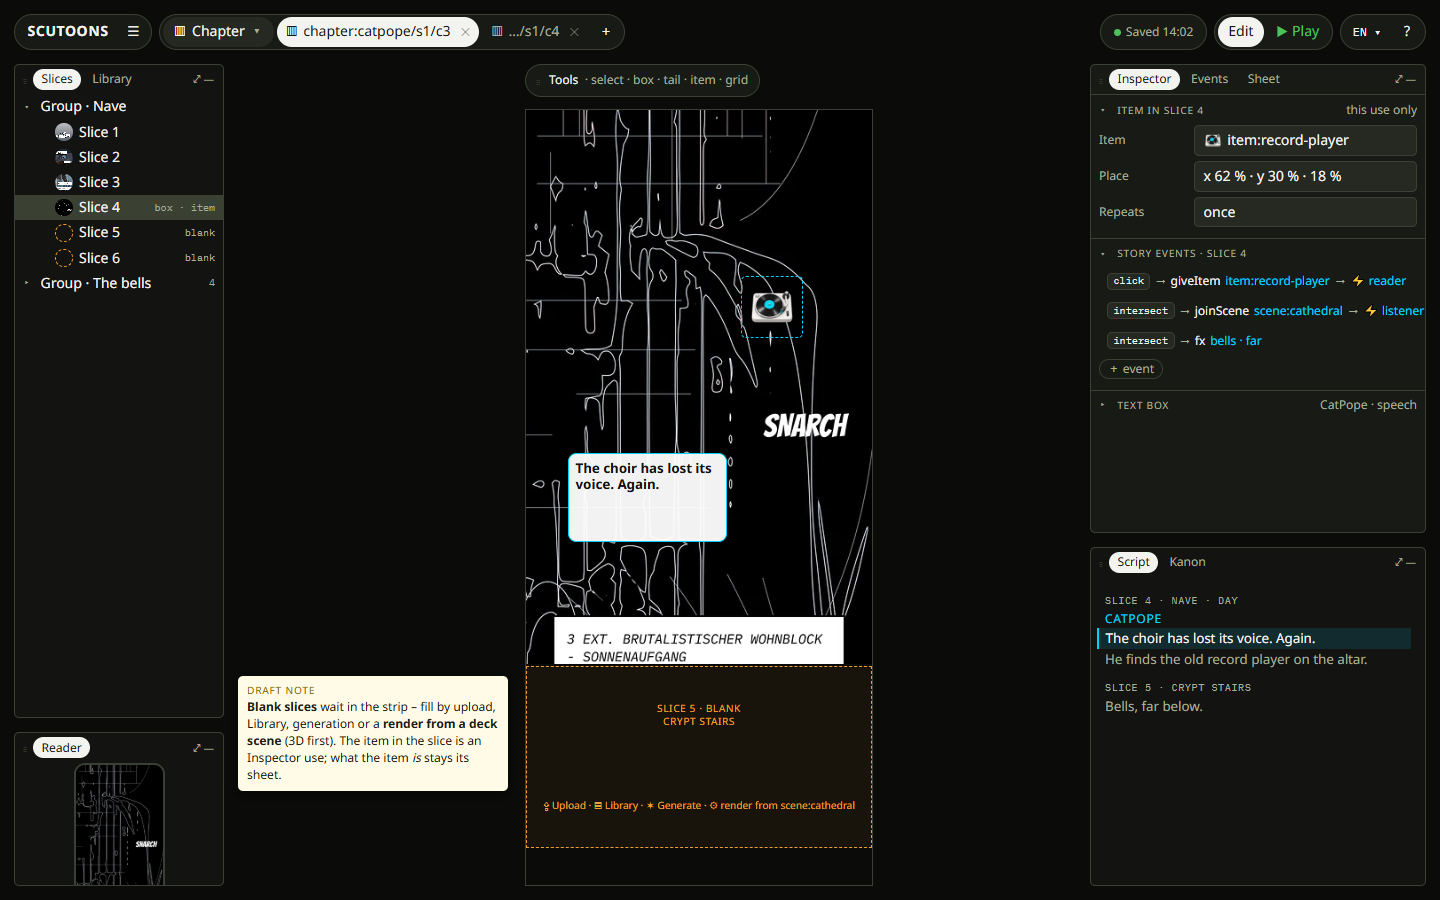 SCUTOONS ☰
Chapter ▾
chapter:catpope/s1/c3 ×
.../s1/c4 ×
+
Saved 14:02
Edit
▶ Play
EN ▾
?
Slices
Library
Group · Nave
Slice 1
Slice 2
Slice 3
Slice 4 box · item
Slice 5 blank
Slice 6 blank
Group · The bells 4
Reader
SNARCH
Tools · select · box · tail · item · grid
SNARCH
The choir has lost its
voice. Again.
3 EXT. BRUTALISTISCHER WOHNBLOCK
- SONNENAUFGANG
SLICE 5 · BLANK
CRYPT STAIRS
Upload · Library · Generate · render from scene:cathedral
DRAFT NOTE
Blank slices wait in the strip – fill by upload,
Library, generation or a render from a deck
scene (3D first). The item in the slice is an
Inspector use; what the item is stays its
sheet.
Inspector
Events
Sheet
ITEM IN SLICE 4 this use only
Item item:record-player
Place x 62 % · y 30 % · 18 %
Repeats once
STORY EVENTS · SLICE 4
click → giveItem item:record-player → ⚡ reader
intersect → joinScene scene:cathedral → ⚡ listener
intersect → fx bells · far
+ event
TEXT BOX CatPope · speech
Script
Kanon
SLICE 4 · NAVE · DAY
CATPOPE
The choir has lost its voice. Again.
He finds the old record player on the altar.
SLICE 5 · CRYPT STAIRS
Bells, far below.